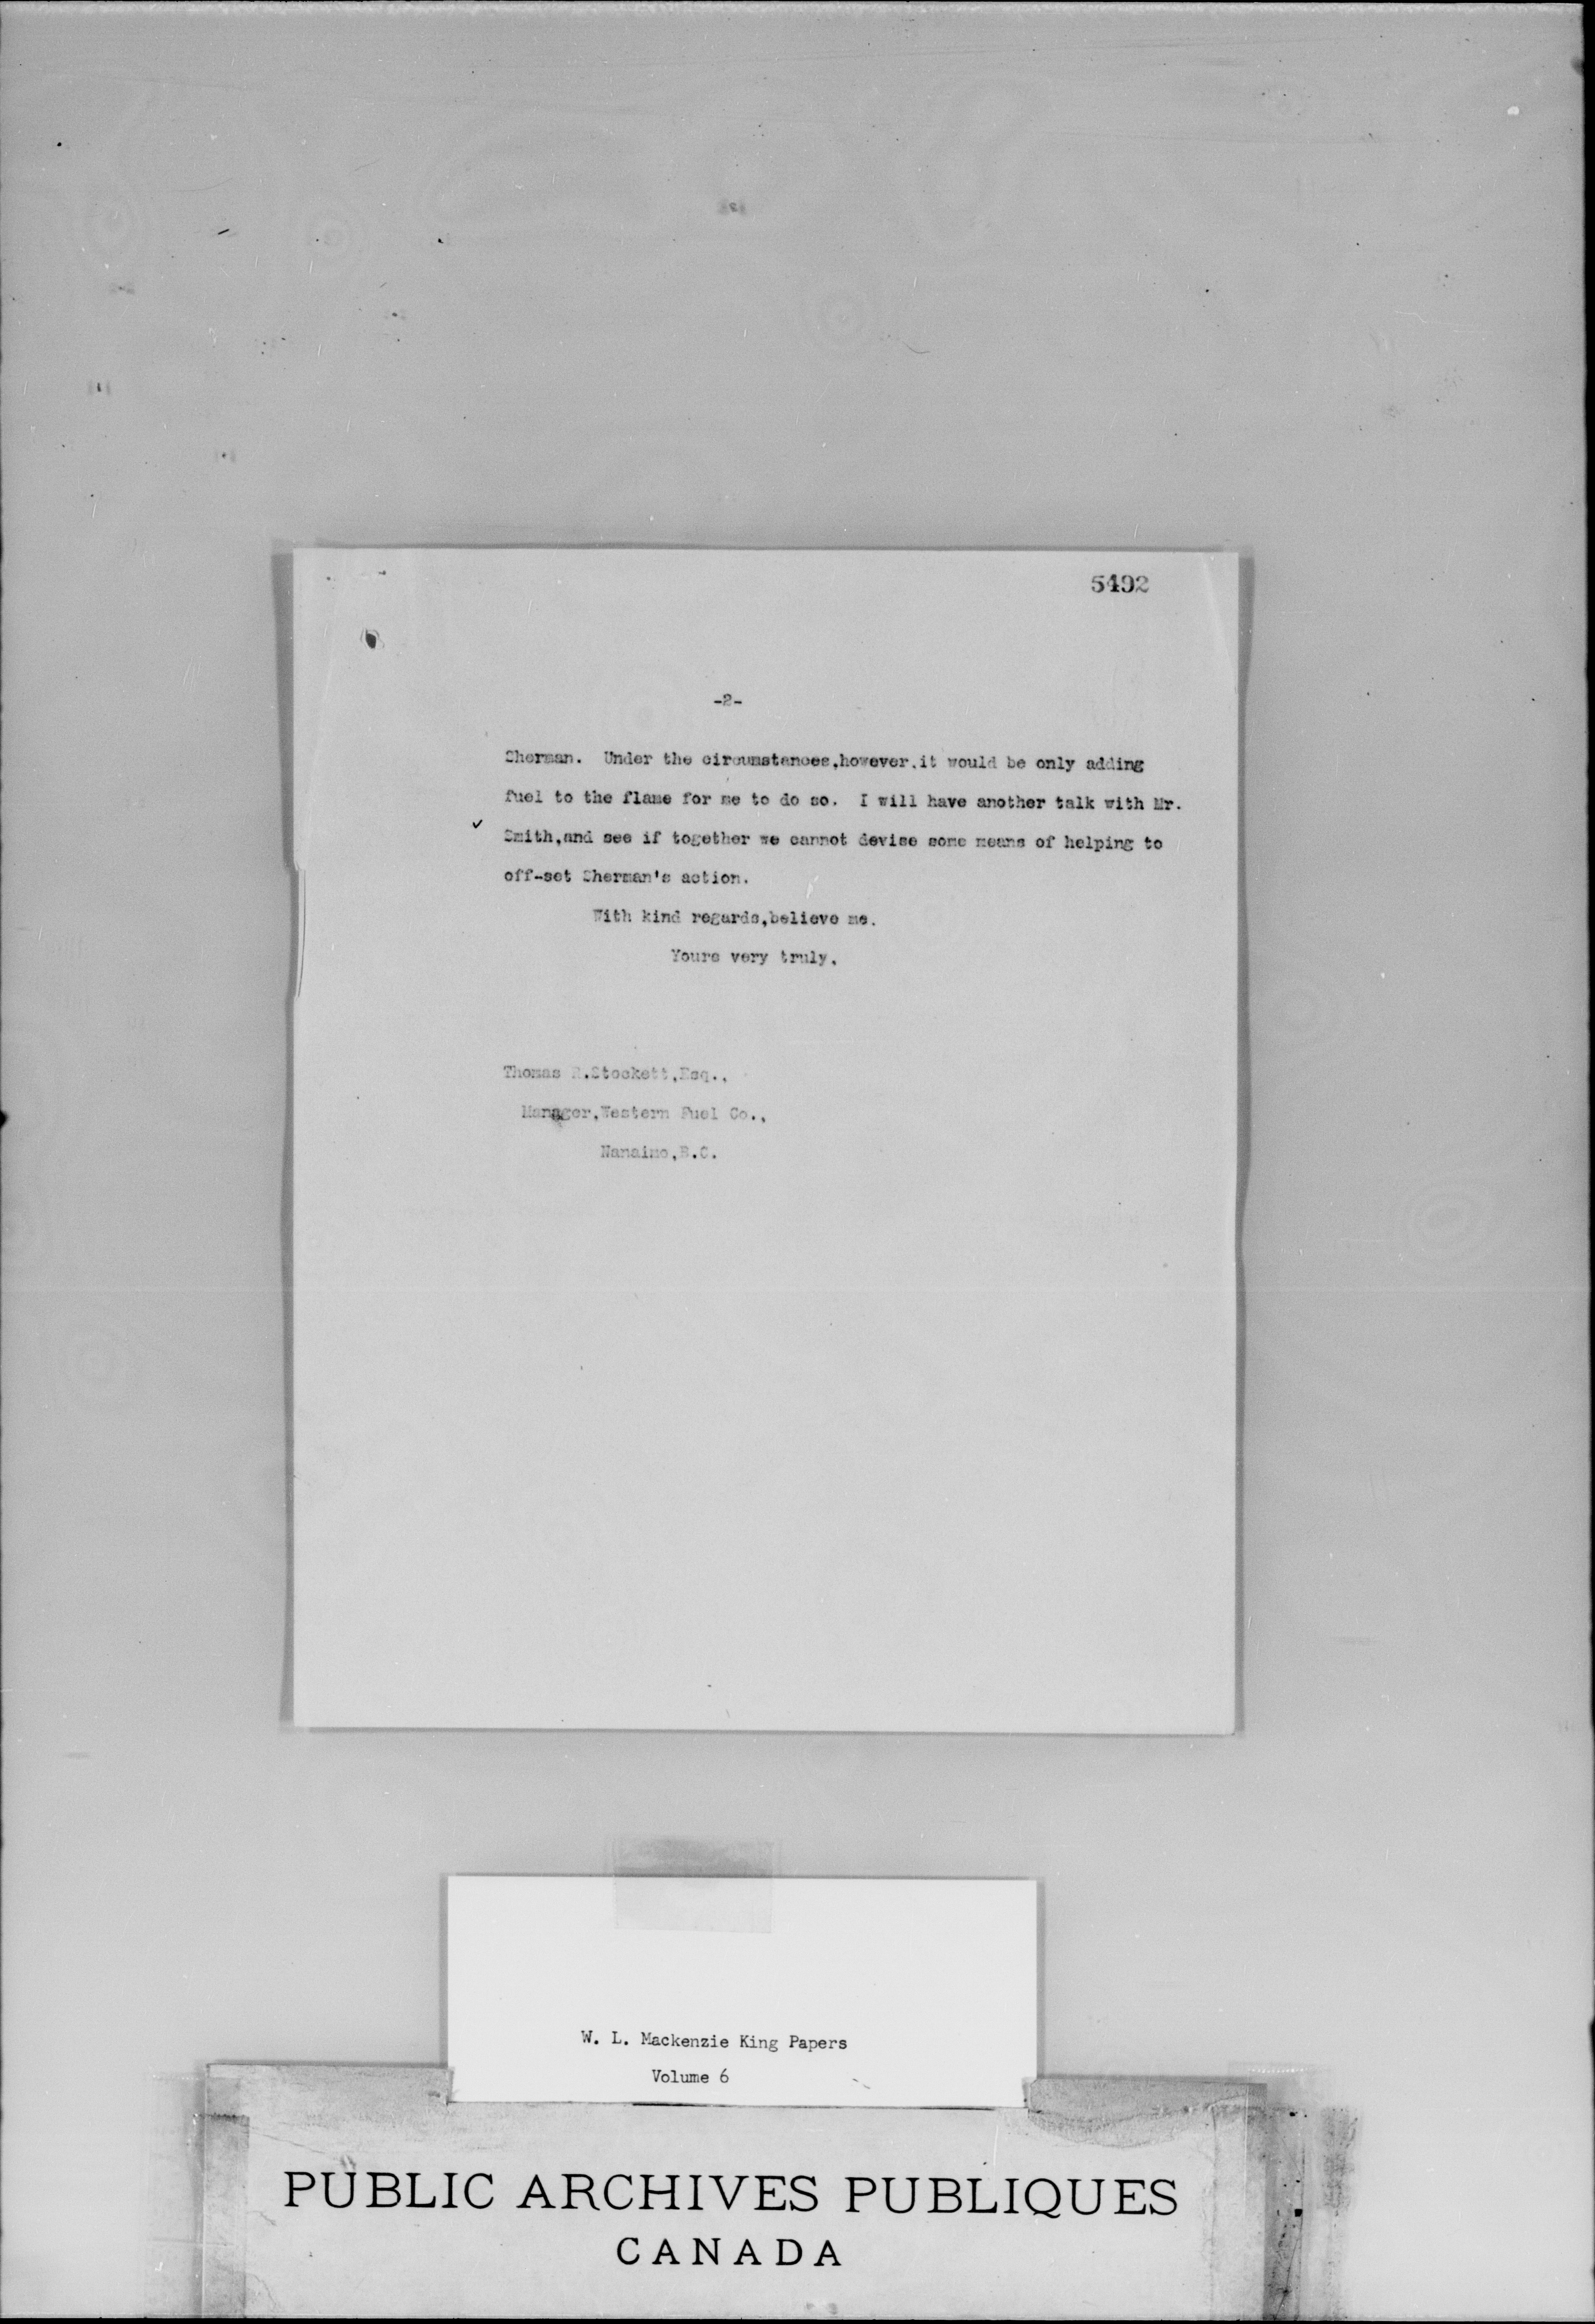 5492
-2-
Sherman. Under the circumstances,however,it would be only adding
fuel to the flame for me to do so. I will have another talk with Mr.
Smith,and see if together we cannot devise some means of helping to
off-set Sherman's action.
With kind regards,believe me.
Yours very truly,
Thomas R.Stockett,Esq.,
Manager,Western Fuel Co.,
Nanaimo,B.C.
W. L. Mackenzie King Papers
Volume 6
PUBLIC ARCHIVES PUBLIQUES
CANADA